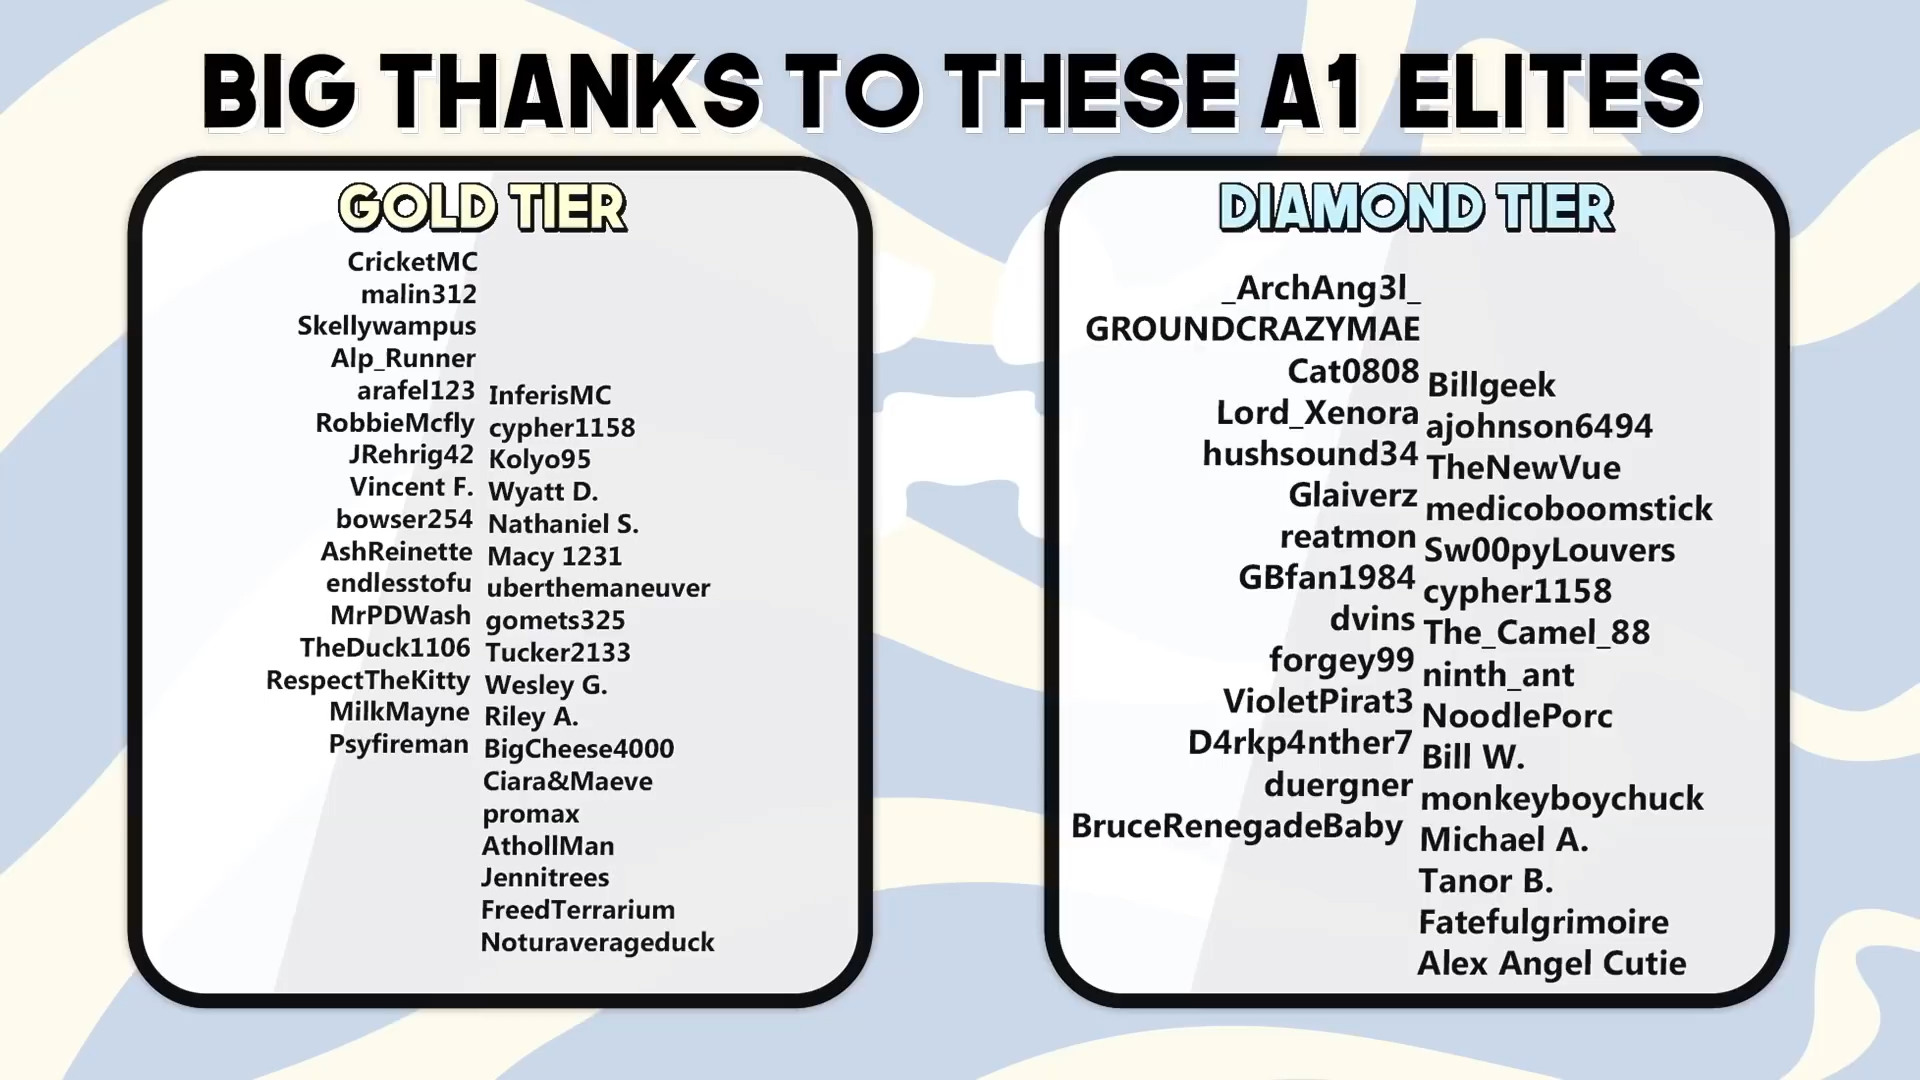 BIG THANKS TO THESE A1 ELITES
GOLD TIER
CricketMC
malin312
Skellywampus
Alp_Runner
arafel123
RobbieMcfly
JRehrig42
Vincent F.
bowser254
AshReinette
endlesstofu
MrPDWash
TheDuck1106
RespectTheKitty
MilkMayne
Psyfireman
InferisMC
cypher1158
Kolyo95
Wyatt D.
Nathaniel S.
Macy 1231
uberthemaneuver
gomets325
Tucker2133
Wesley G.
Riley A.
BigCheese4000
Ciara&Maeve
promax
AthollMan
Jennitrees
FreedTerrarium
Noturaverageduck
DIAMOND TIER
_ArchAng3l_
GROUNDCRAZYMAE
Cat0808
Lord_Xenora
hushsound34
Glaiverz
reatmon
GBfan1984
dvins
forgey99
VioletPirat3
D4rkp4nther7
duergner
BruceRenegadeBaby
Billgeek
ajohnson6494
TheNewVue
medicoboomstick
Sw00pyLouvers
cypher1158
The_Camel_88
ninth_ant
NoodlePorc
Bill W.
monkeyboychuck
Michael A.
Tanor B.
Fatefulgrimoire
Alex Angel Cutie